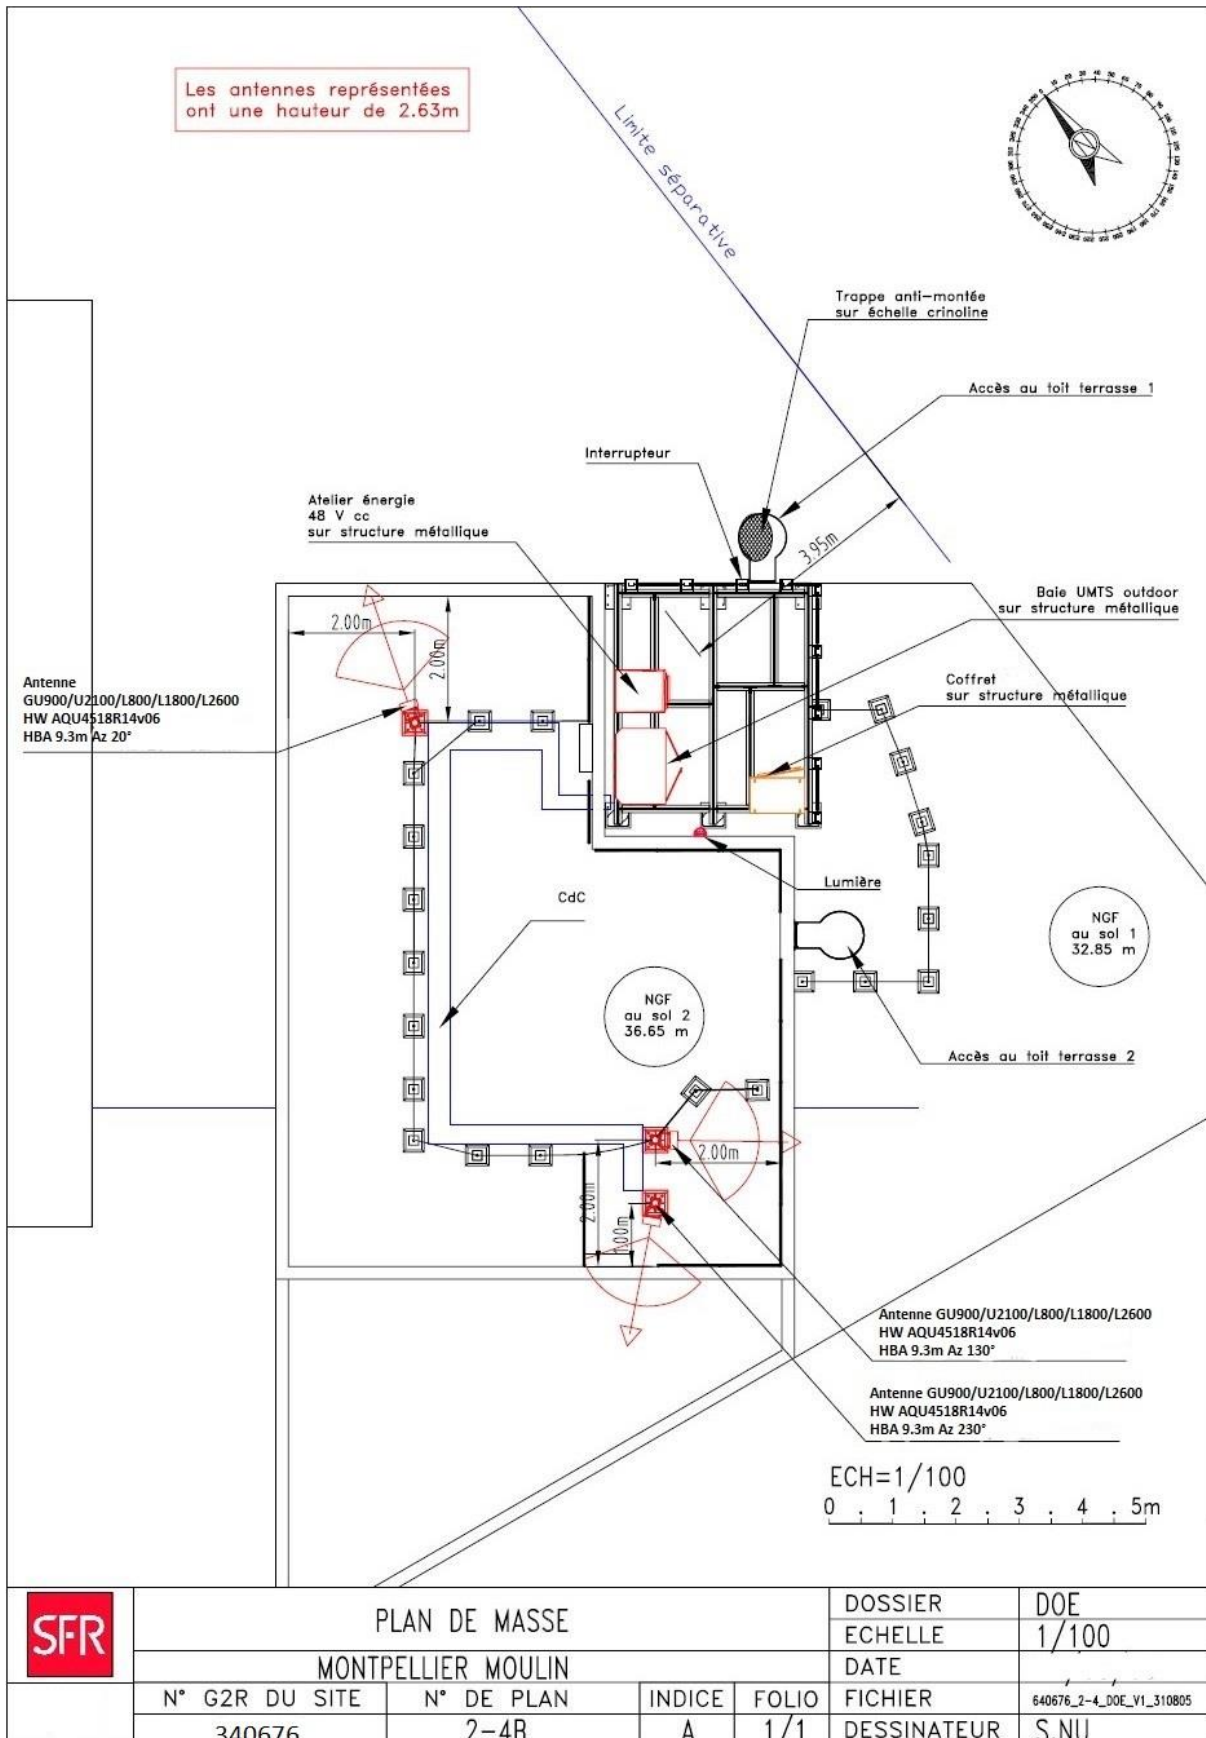 Les antennes représentées
ont une hauteur de 2.63m
Limite séparative
Trappe anti-montée
sur échelle crinoline
Accès au toit terrasse 1
Interrupteur
Atelier énergie
48 V cc
sur structure métallique
3.95m
Baie UMTS outdoor
sur structure métallique
2.00m
2.00m
Antenne
GU900/U2100/L800/L1800/L2600
HW AQU4518R14v06
HBA 9.3m Az 20°
Coffret
sur structure métallique
Lumière
CdC
NGF
au sol 1
32.85 m
NGF
au sol 2
36.65 m
Accès au toit terrasse 2
2.00m
2.00m
1.00m
Antenne GU900/U2100/L800/L1800/L2600
HW AQU4518R14v06
HBA 9.3m Az 130°
Antenne GU900/U2100/L800/L1800/L2600
HW AQU4518R14v06
HBA 9.3m Az 230°
ECH=1/100
0 . 1 . 2 . 3 . 4 . 5m
SFR
PLAN DE MASSE
MONTPELLIER MOULIN
DOSSIER DOE
ECHELLE 1/100
DATE
N° G2R DU SITE N° DE PLAN INDICE FOLIO
FICHIER 640676_2-4_DOE_V1_310805
340676 2-4B A 1/1
DESSINATEUR S.NU